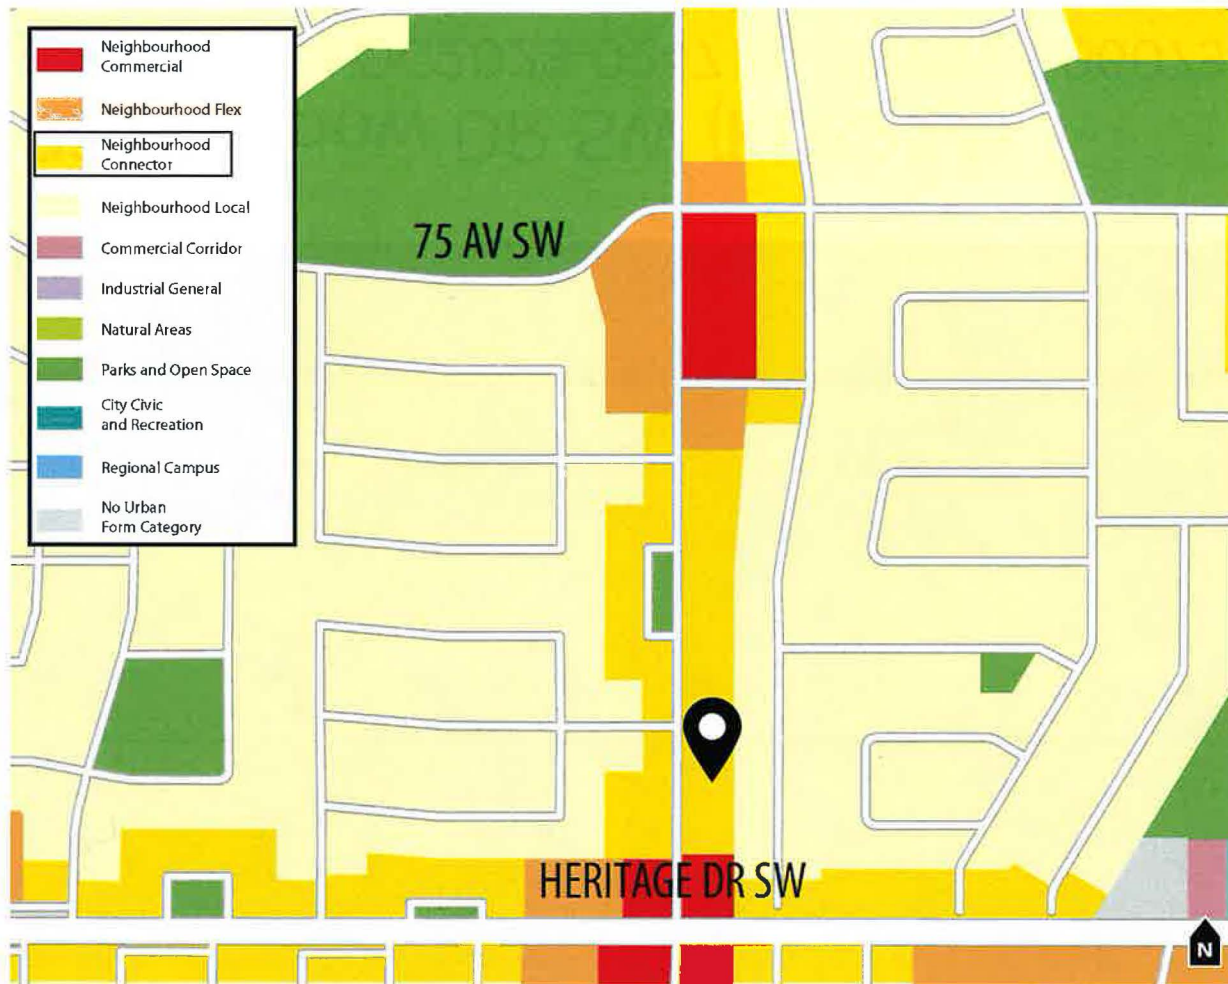 Neighbourhood
Commercial
Neighbourhood Flex
Neighbourhood
Connector
Neighbourhood Local
Commercial Corridor
Industrial General
Natural Areas
Parks and Open Space
City Civic
and Recreation
Regional Campus
No Urban
Form Category
75 AV SW
HERITAGE DR SW
N